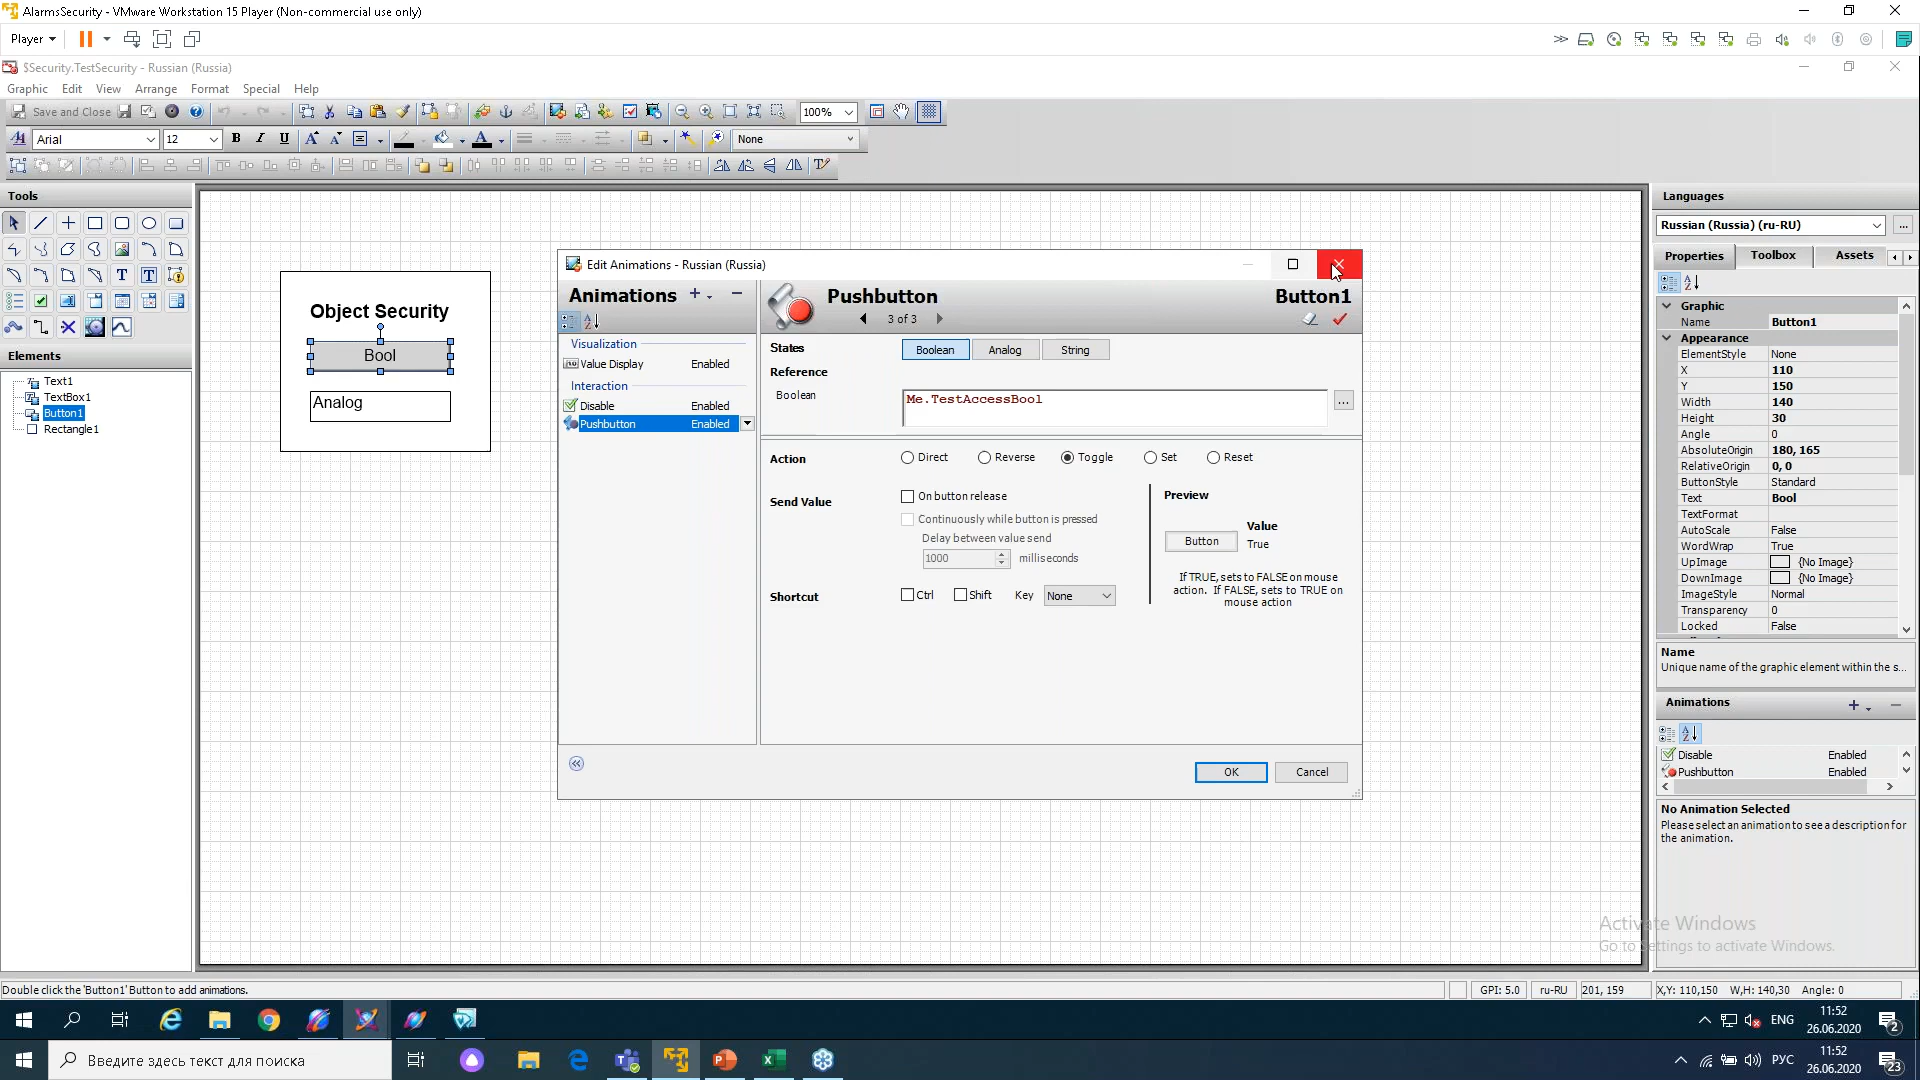 AlarmsSecurity - VMware Workstation 15 Player (Non-commercial use only)
Player
$Security.TestSecurity - Russian (Russia)
Graphic Edit View Arrange Format Special Help
Save and Close
100%
Arial 12 B I U None
Tools
Languages
Russian (Russia) (ru-RU) ...
Properties Toolbox Assets
Graphic
Name Button1
Appearance
ElementStyle None
X 110
Y 150
Width 140
Height 30
Angle 0
AbsoluteOrigin 180, 165
RelativeOrigin 0, 0
ButtonStyle Standard
Text Bool
TextFormat
AutoScale False
WordWrap True
UpImage {No Image}
DownImage {No Image}
ImageStyle Normal
Transparency 0
Locked False
Name
Unique name of the graphic element within the s...
Animations
Disable Enabled
Pushbutton Enabled
No Animation Selected
Please select an animation to see a description for
the animation.
Elements
Text1
TextBox1
Button1
Rectangle1
Object Security
Bool
Analog
Edit Animations - Russian (Russia)
Animations
Visualization
Value Display Enabled
Interaction
Disable Enabled
Pushbutton Enabled
Pushbutton Button1
3 of 3
States Boolean Analog String
Reference
Boolean Me.TestAccessBool ...
Action Direct Reverse Toggle Set Reset
Send Value On button release
Continuously while button is pressed
Delay between value send
1000 milliseconds
Shortcut Ctrl Shift Key None
Preview
Button Value
True
If TRUE, sets to FALSE on mouse
action. If FALSE, sets to TRUE on
mouse action
OK Cancel
Activate Windows
Go to Settings to activate Windows.
Double click the 'Button1' Button to add animations.
GPI: 5.0 ru-RU 201, 159 X,Y: 110,150 W,H: 140,30 Angle: 0
ENG 11:52
26.06.2020 2
Введите здесь текст для поиска
РУС 11:52
26.06.2020 23